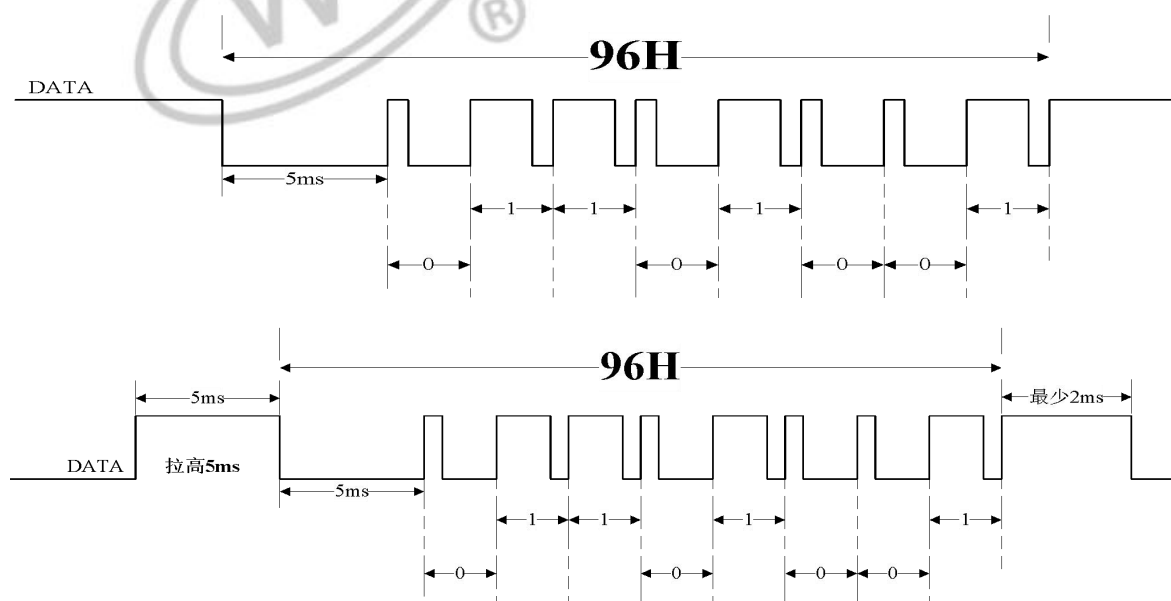 W
®
96H
DATA
5ms
1 1 1 1
0 0 0 0
96H
5ms 最少2ms
DATA 拉高5ms
5ms
1 1 1 1
0 0 0 0